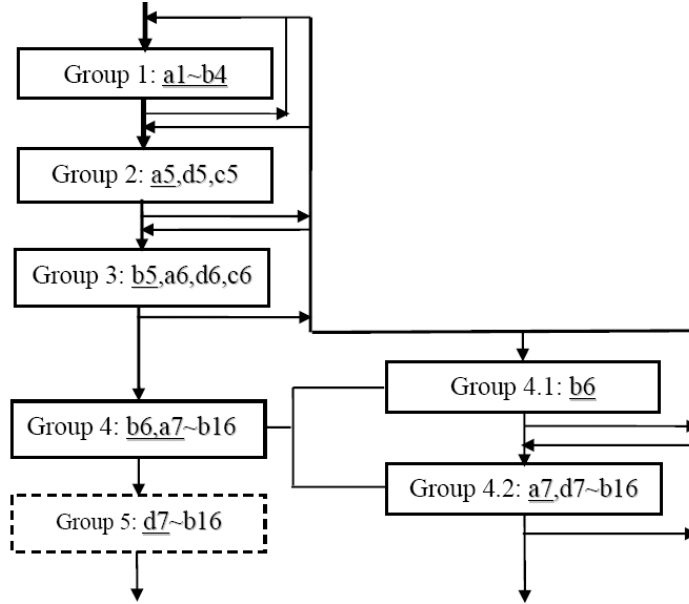 Group 1: a1~b4
Group 2: a5,d5,c5
Group 3: b5,a6,d6,c6
Group 4.1: b6
Group 4: b6,a7~b16
Group 4.2: a7,d7~b16
Group 5: d7~b16